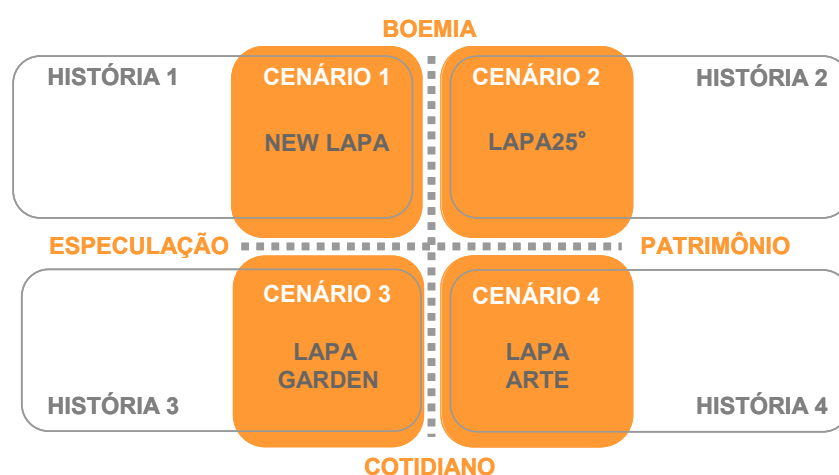 BOEMIA
HISTÓRIA 1
CENÁRIO 1
CENÁRIO 2
HISTÓRIA 2
NEW LAPA
LAPA25°
ESPECULAÇÃO
PATRIMÔNIO
CENÁRIO 3
CENÁRIO 4
LAPA
GARDEN
LAPA
ARTE
HISTÓRIA 3
HISTÓRIA 4
COTIDIANO